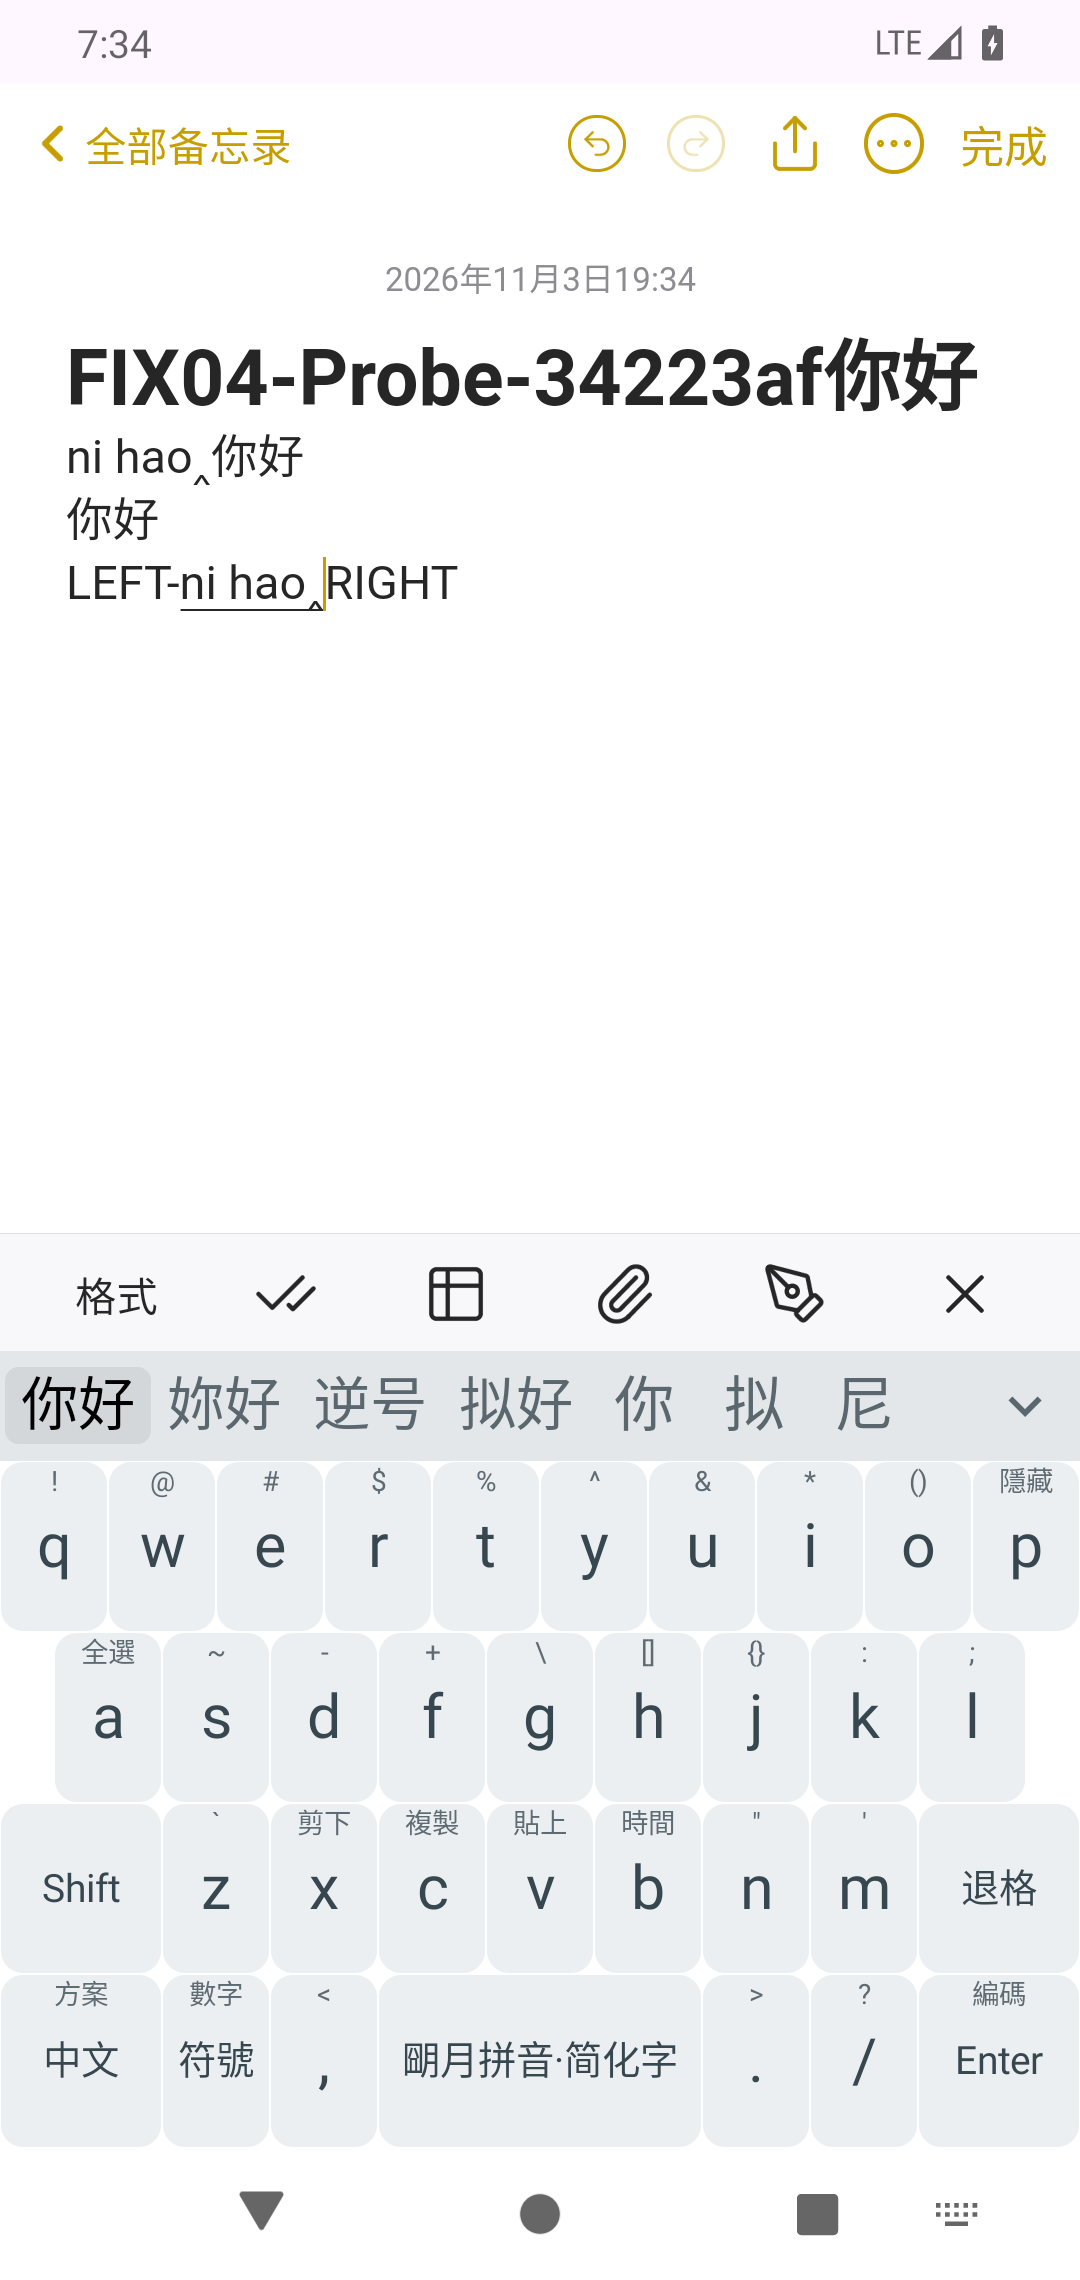 7:34 LTE
全部备忘录 完成
2026年11月3日19:34
FIX04-Probe-34223af你好
ni hao‸你好
你好
LEFT-ni hao‸RIGHT
格式
你好 妳好 逆号 拟好 你 拟 尼
! @ # $ % ^ & * () 隱藏
q w e r t y u i o p
全選 ~ - + \ [] {} : ;
a s d f g h j k l
` 剪下 複製 貼上 時間 " '
Shift z x c v b n m 退格
方案 數字 < > ? 編碼
中文 符號 , 朙月拼音·简化字 . / Enter